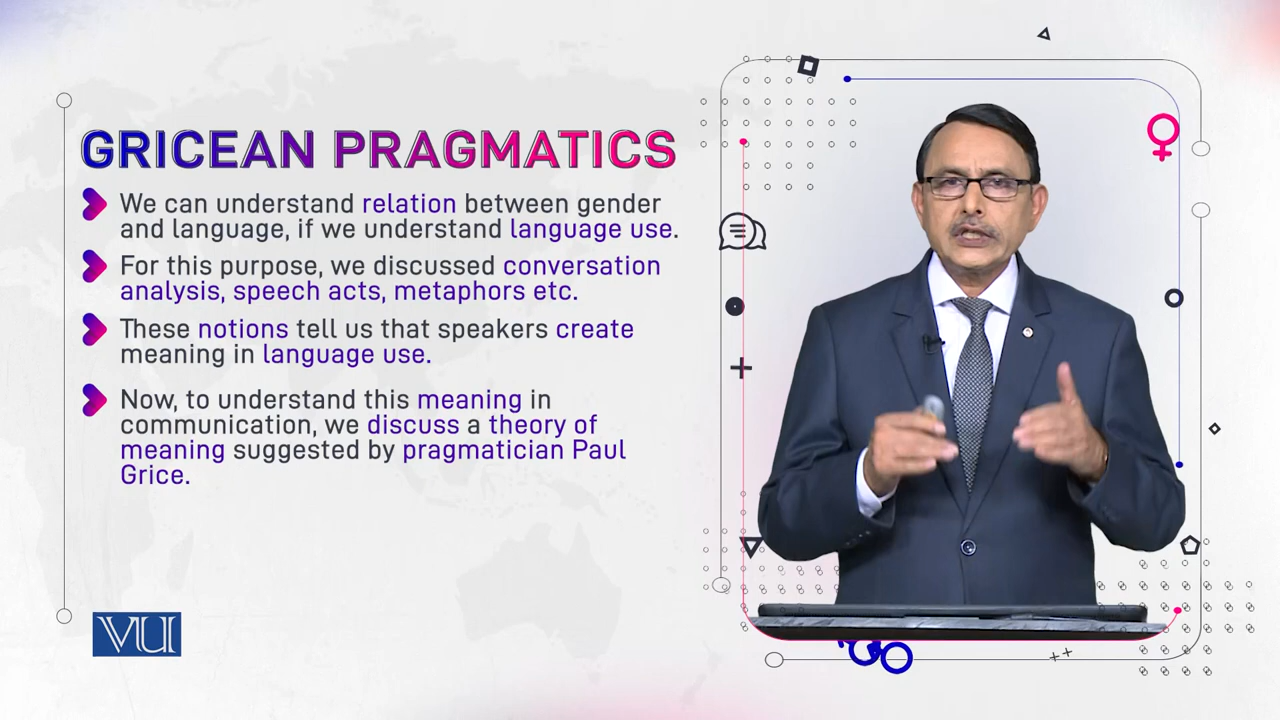 GRICEAN PRAGMATICS
We can understand relation between gender
and language, if we understand language use.
For this purpose, we discussed conversation
analysis, speech acts, metaphors etc.
These notions tell us that speakers create
meaning in language use.
Now, to understand this meaning in
communication, we discuss a theory of
meaning suggested by pragmatician Paul
Grice.
VU